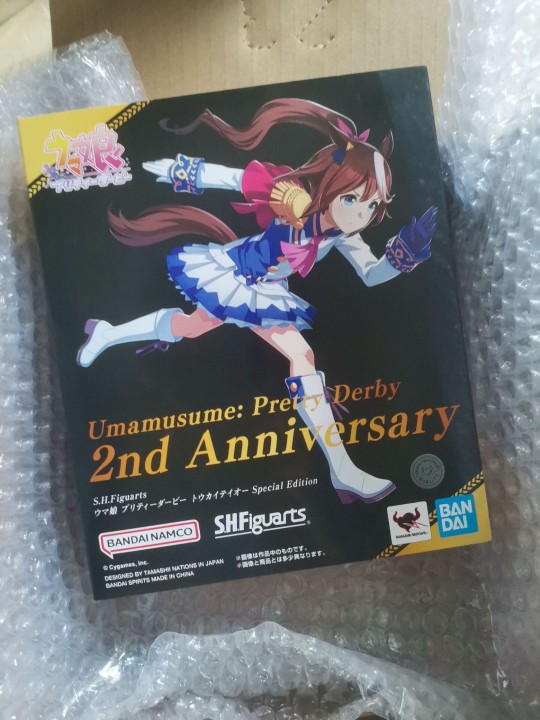 ウマ娘
プリティーダービー
Umamusume: Pretty Derby
2nd Anniversary
S.H.Figuarts
ウマ娘 プリティーダービー トウカイテイオー Special Edition
BANDAI NAMCO
S.H.Figuarts
BAN
DAI
© Cygames, Inc.
DESIGNED BY TAMASHII NATIONS IN JAPAN
BANDAI SPIRITS MADE IN CHINA
※画像は作品中のものです。
※画像と商品とは多少異なります。